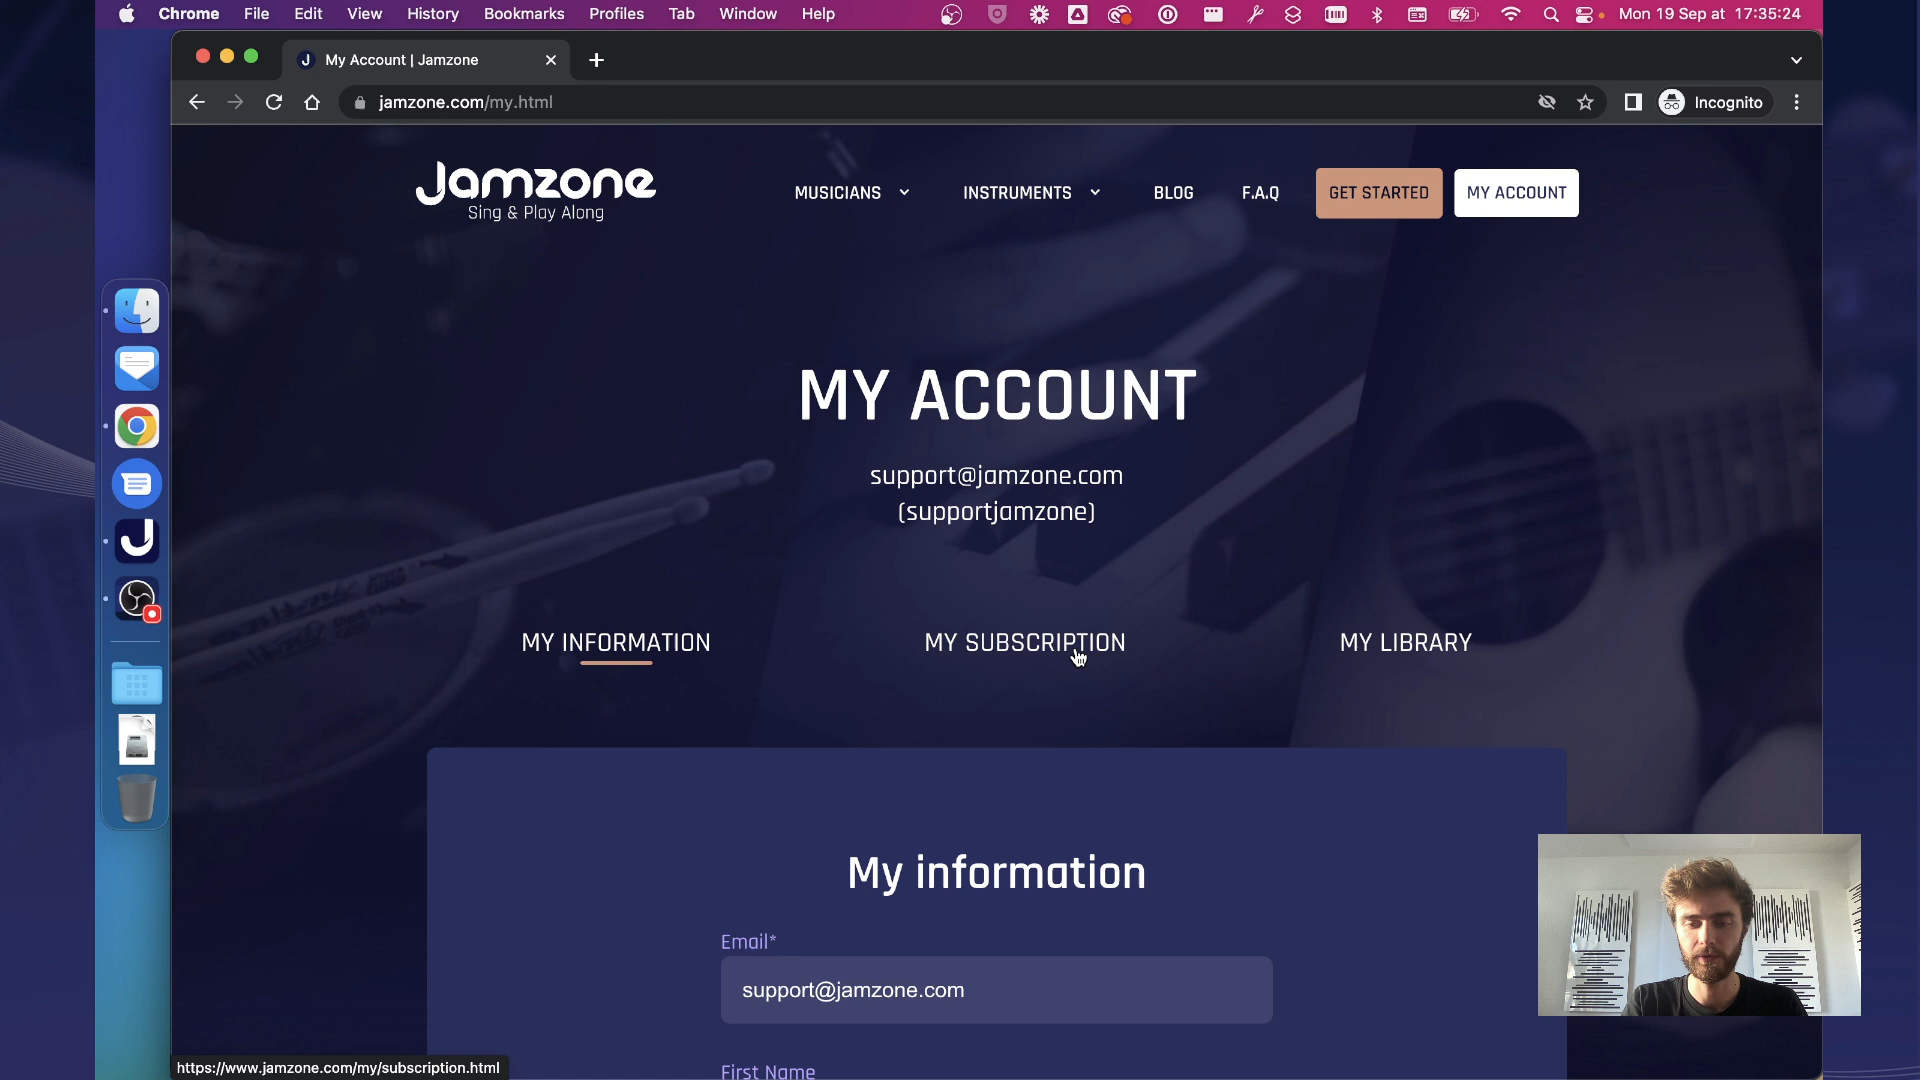 Chrome File Edit View History Bookmarks Profiles Tab Window Help Mon 19 Sep at 17:35:24
My Account | Jamzone
jamzone.com/my.html
Incognito
Jamzone
Sing & Play Along
MUSICIANS INSTRUMENTS BLOG F.A.Q GET STARTED MY ACCOUNT
MY ACCOUNT
support@jamzone.com
(supportjamzone)
MY INFORMATION MY SUBSCRIPTION MY LIBRARY
My information
Email*
support@jamzone.com
First Name
https://www.jamzone.com/my/subscription.html